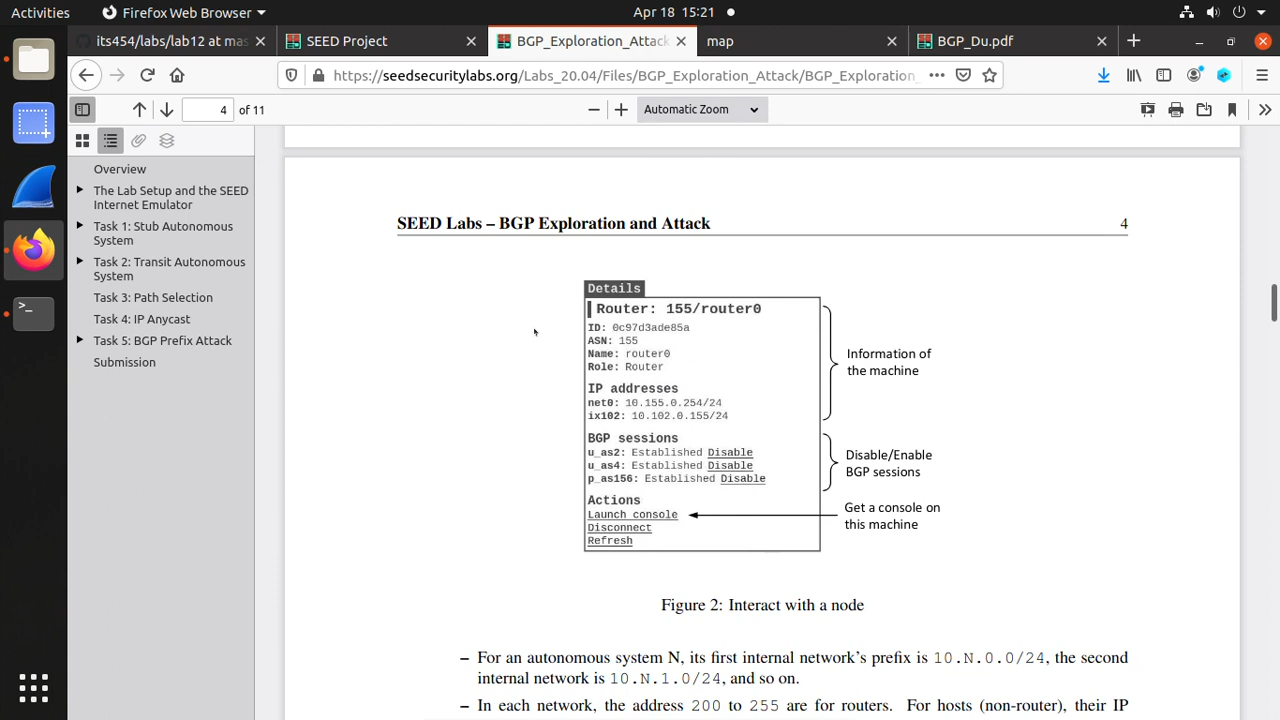 Activities
Firefox Web Browser
Apr 18 15:21
its454/labs/lab12 at mas
SEED Project
BGP_Exploration_Attack
map
BGP_Du.pdf
https://seedsecuritylabs.org/Labs_20.04/Files/BGP_Exploration_Attack/BGP_Exploration_
4 of 11
Automatic Zoom
Overview
The Lab Setup and the SEED
Internet Emulator
Task 1: Stub Autonomous
System
Task 2: Transit Autonomous
System
Task 3: Path Selection
Task 4: IP Anycast
Task 5: BGP Prefix Attack
Submission
SEED Labs – BGP Exploration and Attack 4
Details
Router: 155/router0
ID: 0c97d3ade85a
ASN: 155
Name: router0
Role: Router
IP addresses
net0: 10.155.0.254/24
ix102: 10.102.0.155/24
BGP sessions
u_as2: Established Disable
u_as4: Established Disable
p_as156: Established Disable
Actions
Launch console
Disconnect
Refresh
Information of
the machine
Disable/Enable
BGP sessions
Get a console on
this machine
Figure 2: Interact with a node
– For an autonomous system N, its first internal network's prefix is 10.N.0.0/24, the second
internal network is 10.N.1.0/24, and so on.
– In each network, the address 200 to 255 are for routers. For hosts (non-router), their IP